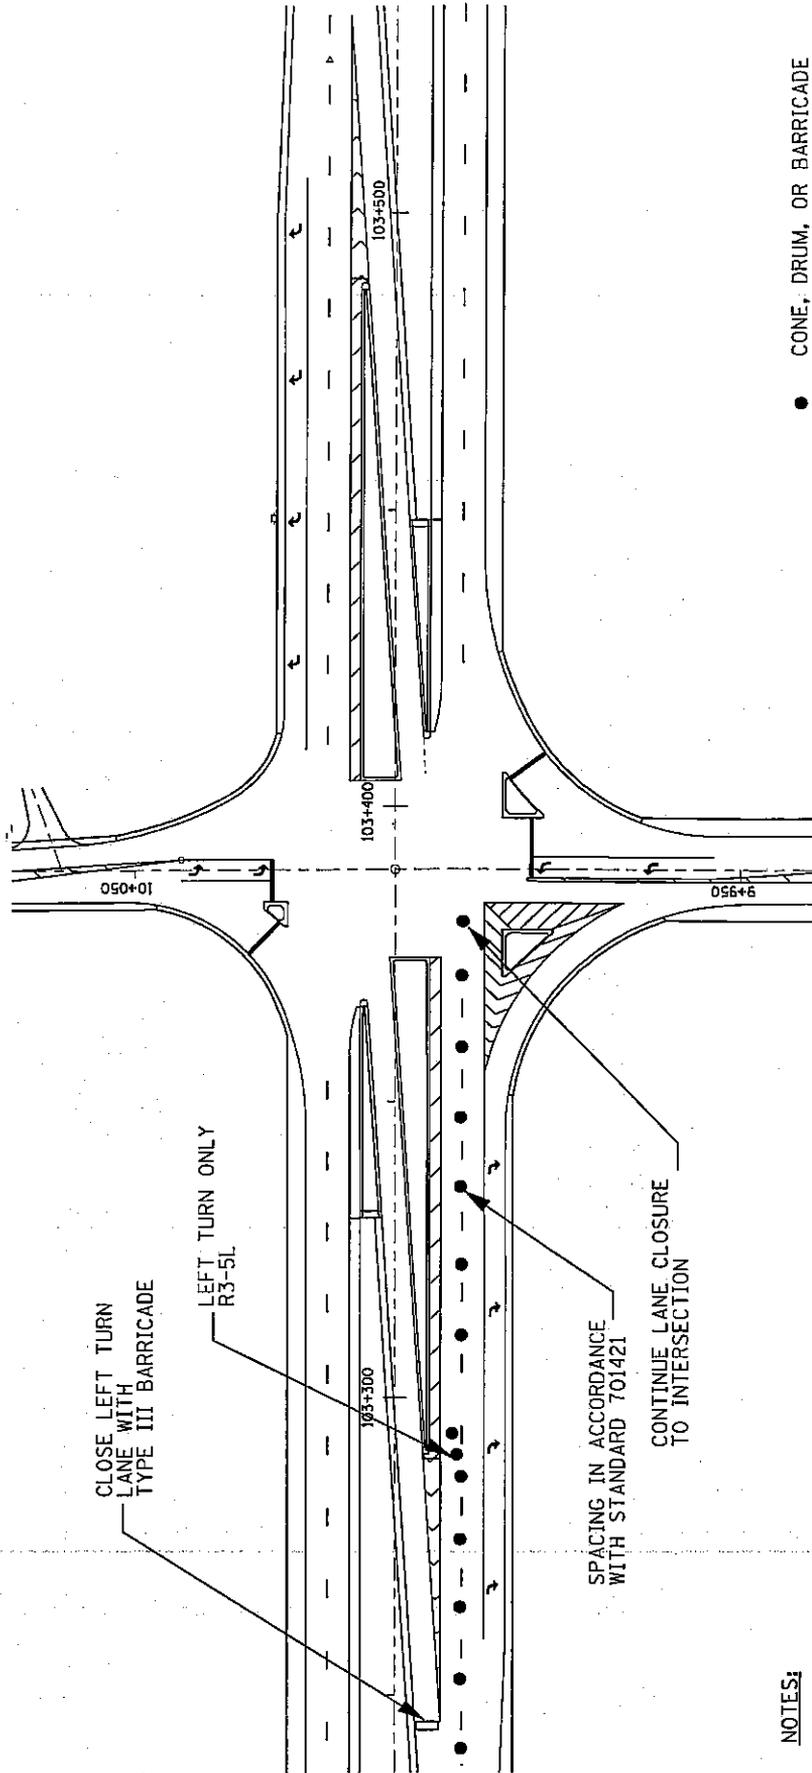 CLOSE LEFT TURN
LANE WITH
TYPE III BARRICADE
LEFT TURN ONLY
R3-5L
103+300
103+400
103+500
10+050
9+950
SPACING IN ACCORDANCE
WITH STANDARD 701421
CONTINUE LANE CLOSURE
TO INTERSECTION
NOTES:
CONE, DRUM, OR BARRICADE